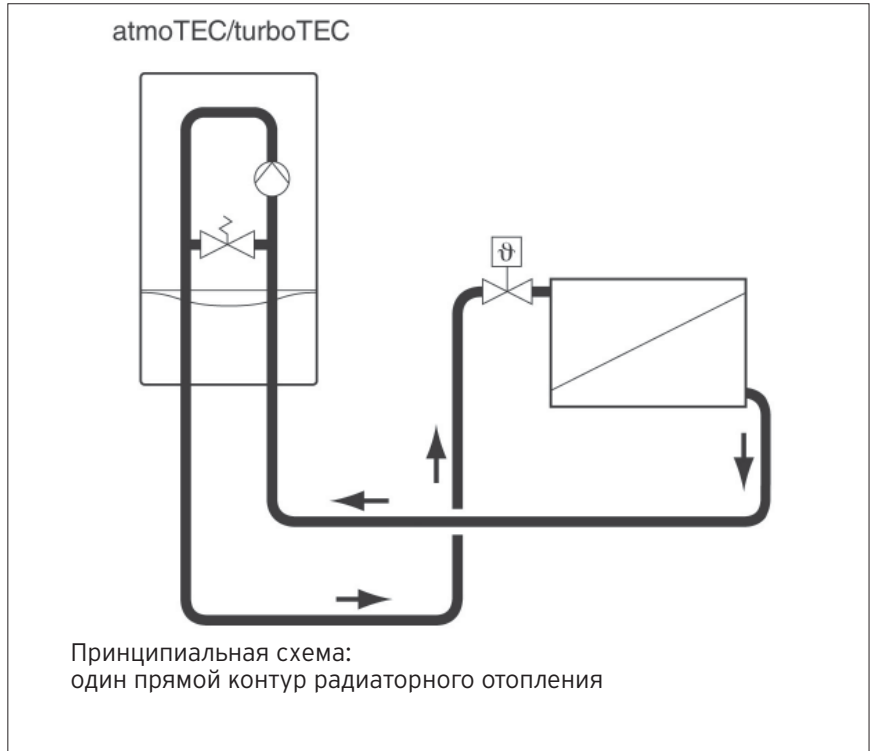 atmoTEC/turboTEC
ϑ
Принципиальная схема:
один прямой контур радиаторного отопления